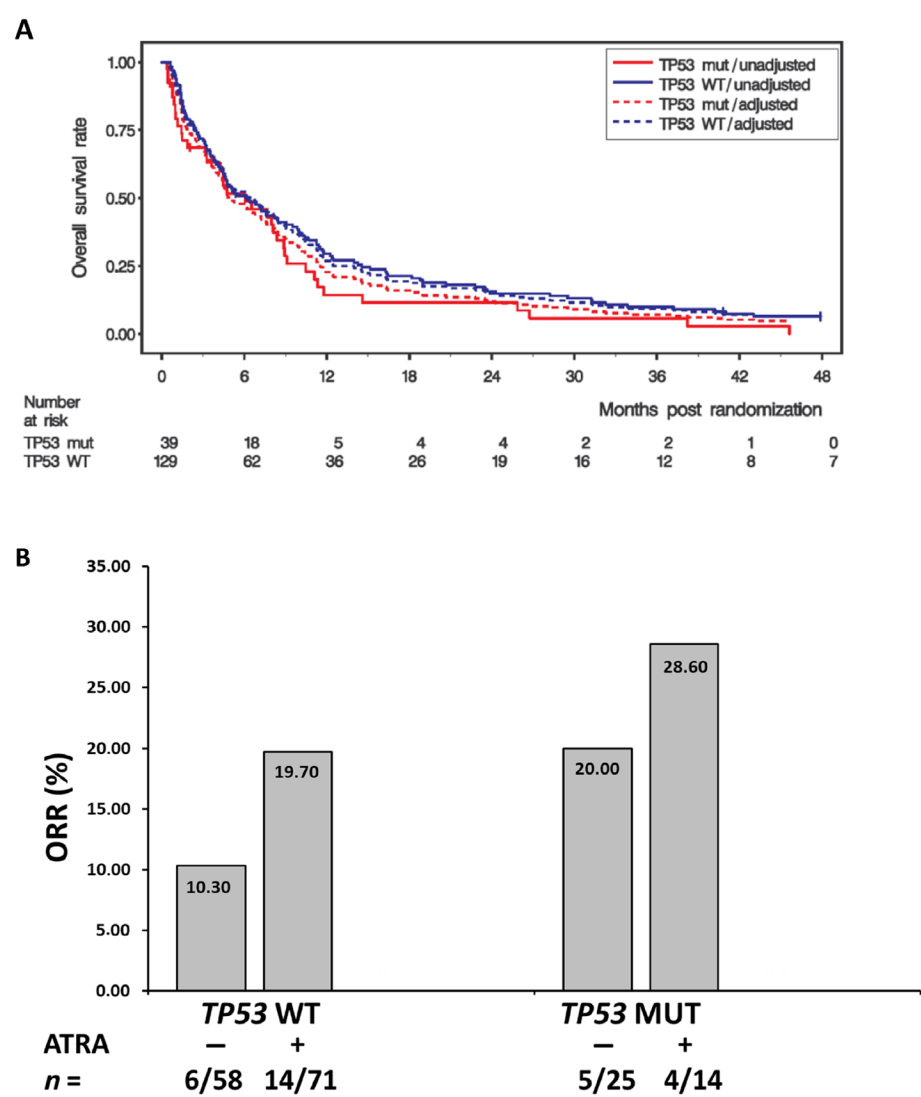 A
1.00
0.75
0.50
0.25
0.00
Overall survival rate
TP53 mut/unadjusted
TP53 WT/unadjusted
TP53 mut/adjusted
TP53 WT/adjusted
0 6 12 18 24 30 36 42 48
Months post randomization
Number
at risk
TP53 mut 39 18 5 4 4 2 2 1 0
TP53 WT 129 62 36 26 19 16 12 8 7
B
35.00
30.00
25.00
20.00
15.00
10.00
5.00
0.00
ORR (%)
10.30
19.70
20.00
28.60
TP53 WT TP53 MUT
ATRA – + – +
n = 6/58 14/71 5/25 4/14